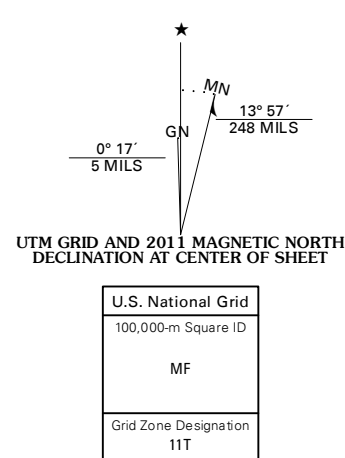 ★
MN
GN
13° 57´
248 MILS
0° 17´
5 MILS
UTM GRID AND 2011 MAGNETIC NORTH
DECLINATION AT CENTER OF SHEET
U.S. National Grid
100,000-m Square ID
MF
Grid Zone Designation
11T